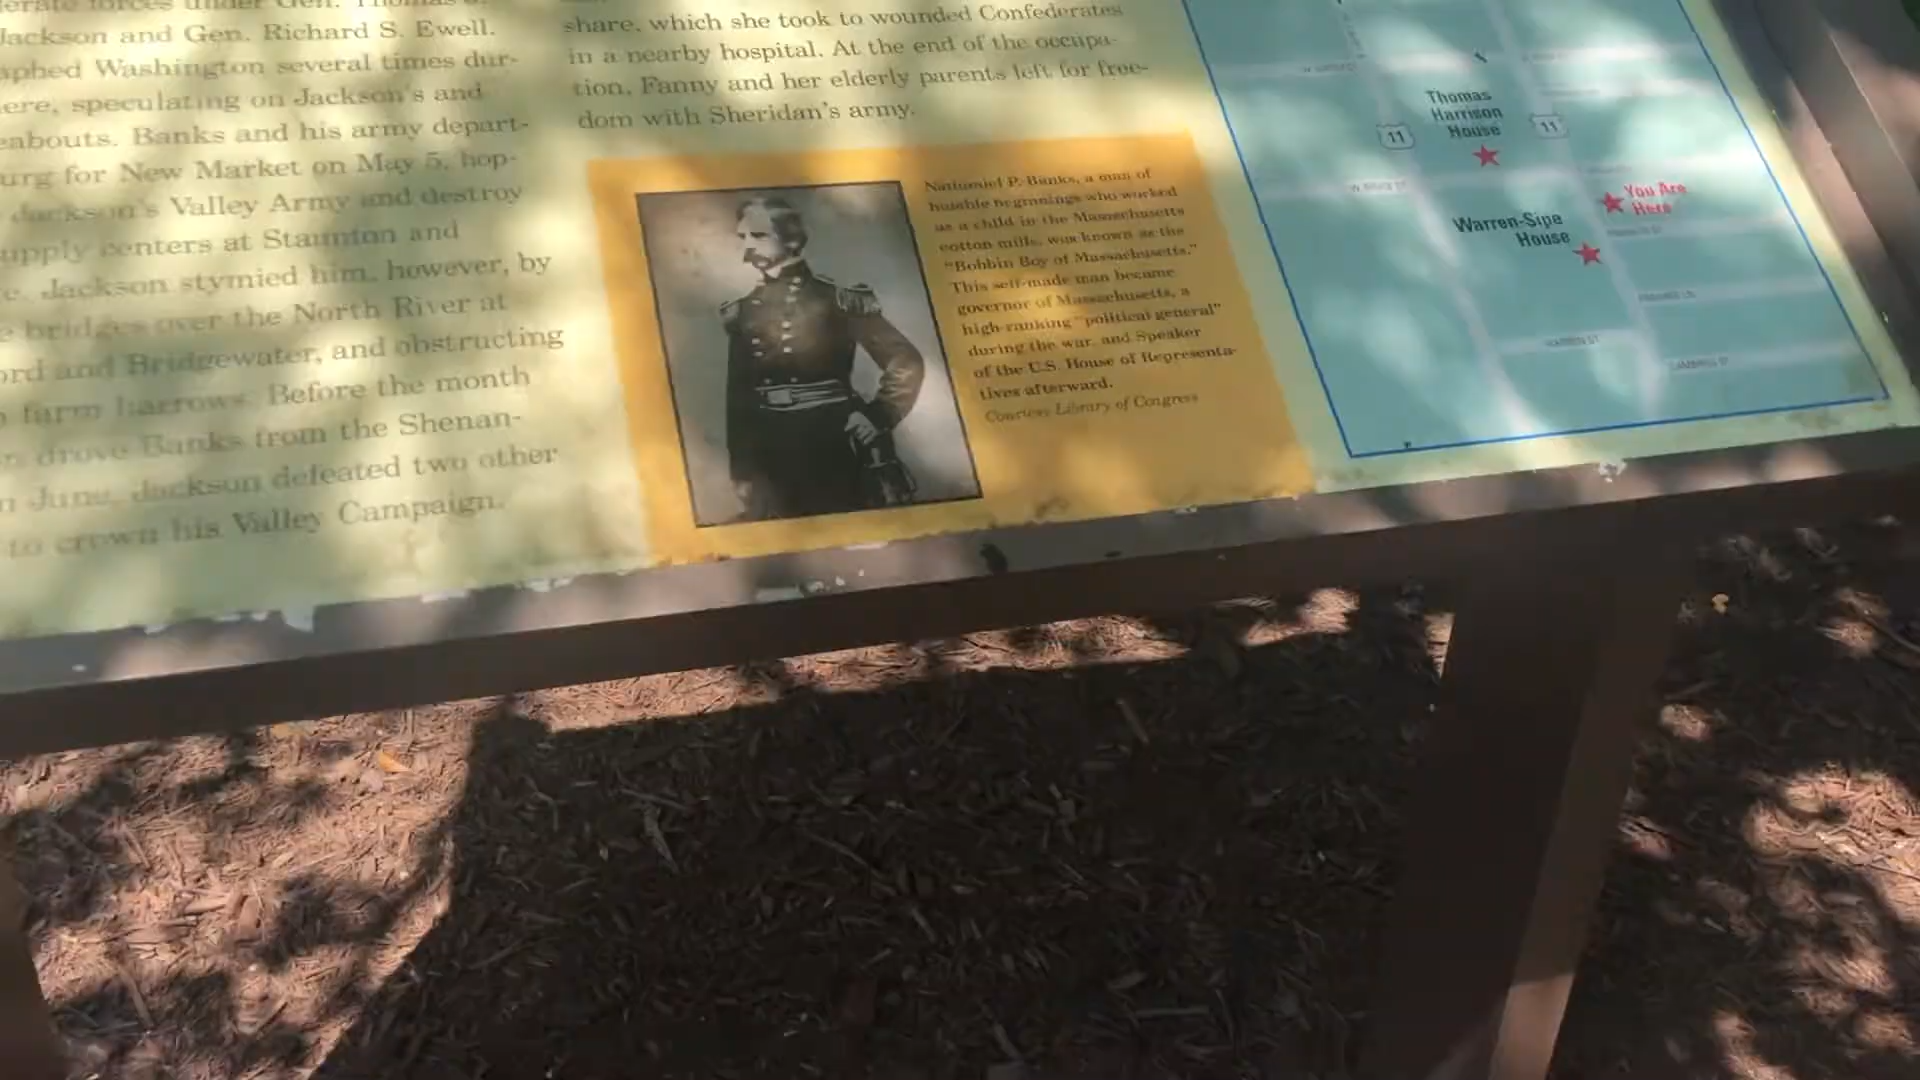 Jackson and Gen. Richard S. Ewell.
Washington several times dur-
ere, speculating on Jackson's and
eabouts. Banks and his army depart-
urg for New Market on May 5, hop-
Jackson's Valley Army and destroy
upply centers at Staunton and
e. Jackson stymied him, however, by
bridges over the North River at
ord and Bridgewater, and obstructing
farm harrows. Before the month
drove Banks from the Shenan-
n June, Jackson defeated two other
to crown his Valley Campaign.
share, which she took to wounded Confederates
in a nearby hospital. At the end of the occupa-
tion, Fanny and her elderly parents left for free-
dom with Sheridan's army.
Nathaniel P. Banks, a man of
humble beginnings who worked
as a child in the Massachusetts
cotton mills, was known as the
"Bobbin Boy of Massachusetts."
This self-made man became
governor of Massachusetts, a
high-ranking "political general"
during the war, and Speaker
of the U.S. House of Representa-
tives afterward.
Courtesy Library of Congress
Thomas
Harrison
House
11
11
You Are
Here
Warren-Sipe
House
WARREN ST